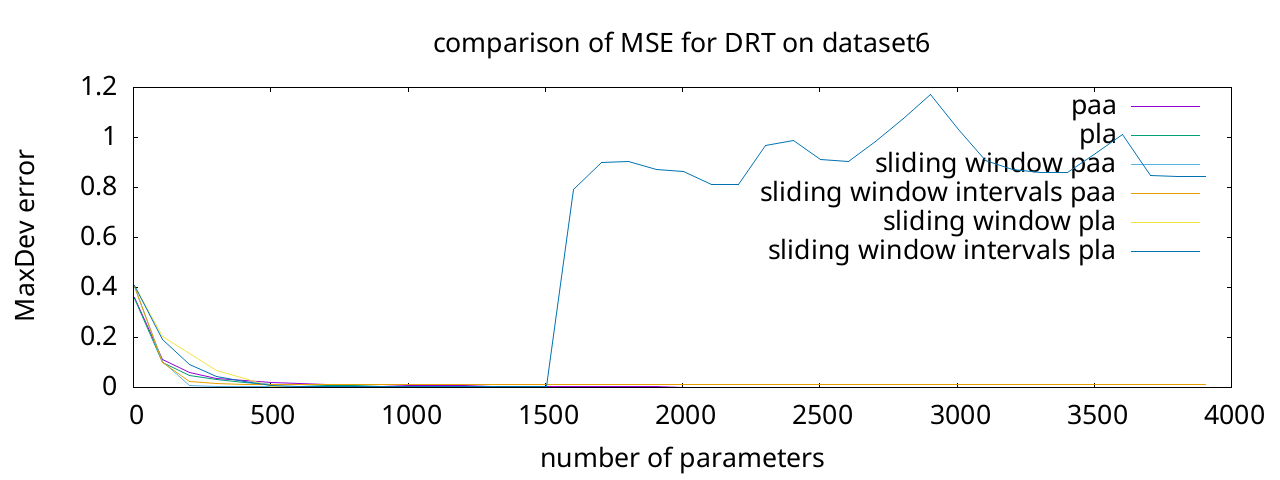 comparison of MSE for DRT on dataset6
MaxDev error
1.2
1
0.8
0.6
0.4
0.2
0
paa
pla
sliding window paa
sliding window intervals paa
sliding window pla
sliding window intervals pla
0 500 1000 1500 2000 2500 3000 3500 4000
number of parameters